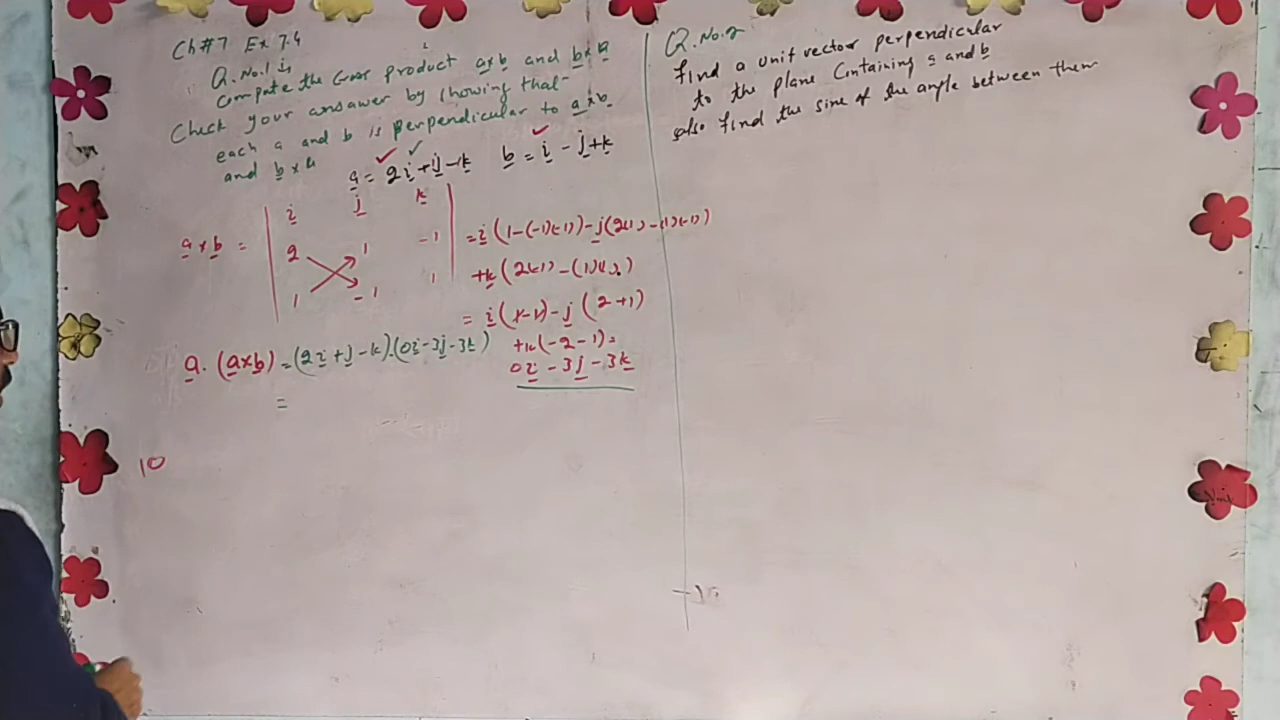 Ch#7 Ex 7.4
Q.No.1 i,
Compute the Cross product a×b and b×a
Check your answawer by showing that
each a and b is perpendicular to a×b
and b×a
a = 2i+j-k b = i - j+k
i j k
a×b =
2 1 -1
1 -1 1
= i(1-(-1)(-1)) - j(2(1) - (1)(-1))
+k(2(-1) - (1)(1))
= i(1-1) - j(2+1)
+k(-2-1) =
0i - 3j - 3k
a. (a×b) = (2i+j-k).(0i-3j-3k)
=
10
Q.No.2
Find a unit vector perpendicular
to the plane Containing a and b
also find the sine of the angle between them